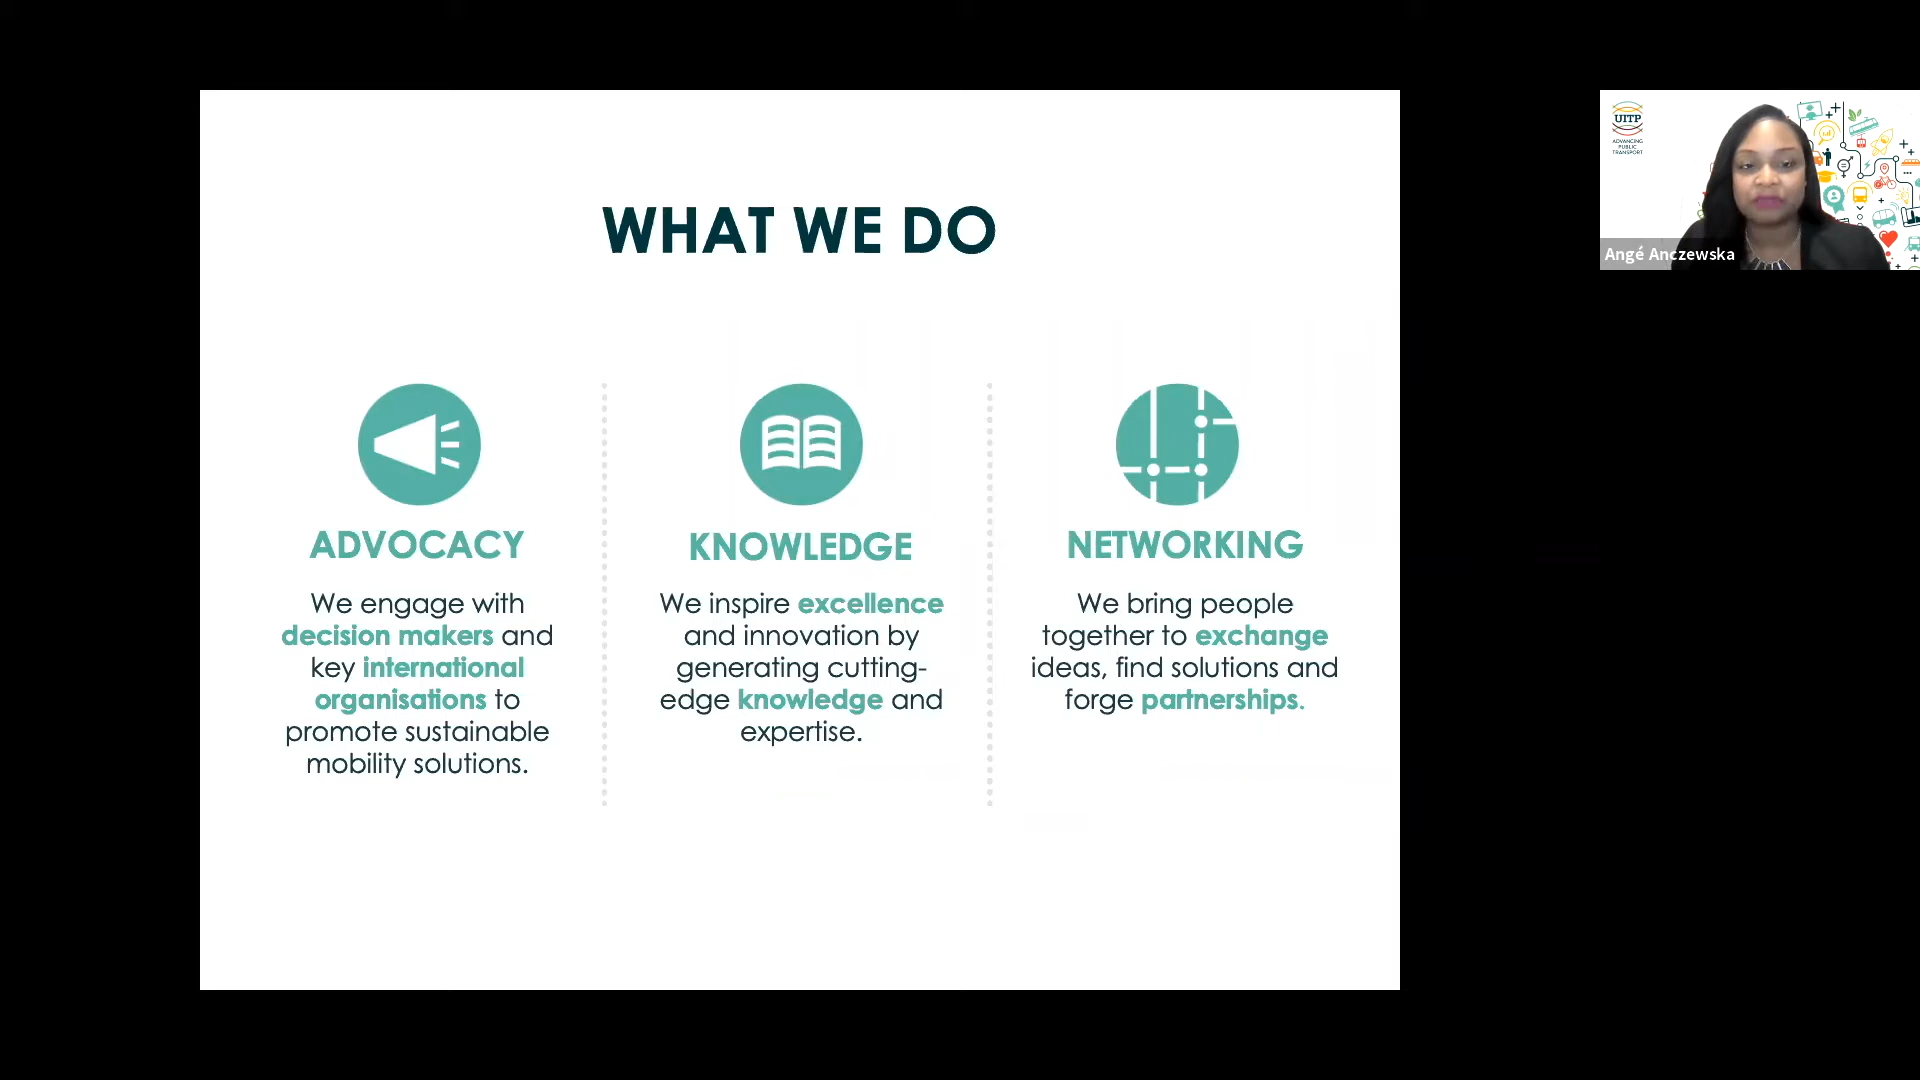 WHAT WE DO
ADVOCACY
We engage with
decision makers and
key international
organisations to
promote sustainable
mobility solutions.
KNOWLEDGE
We inspire excellence
and innovation by
generating cutting-
edge knowledge and
expertise.
NETWORKING
We bring people
together to exchange
ideas, find solutions and
forge partnerships.
UITP
ADVANCING
PUBLIC
TRANSPORT
Angé Anczewska